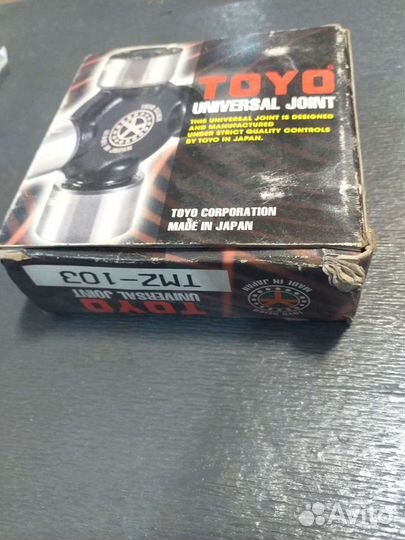 TOYO
UNIVERSAL JOINT
THIS UNIVERSAL JOINT IS DESIGNED
AND MANUFACTURED
UNDER STRICT QUALITY CONTROLS
BY TOYO IN JAPAN.
TOYO CORPORATION
MADE IN JAPAN
TMZ-103
TOYO
UNIVERSAL JOINT
MADE IN JAPAN
Avito